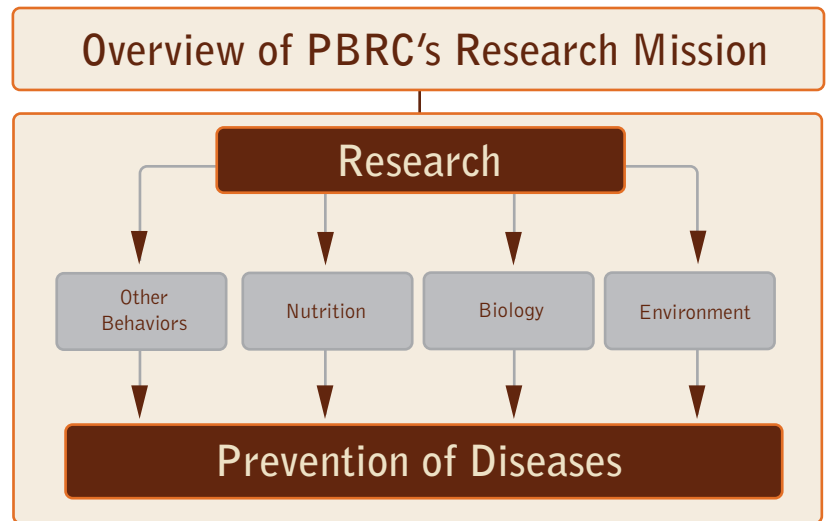 Overview of PBRC's Research Mission
Research
Other
Behaviors
Nutrition
Biology
Environment
Prevention of Diseases